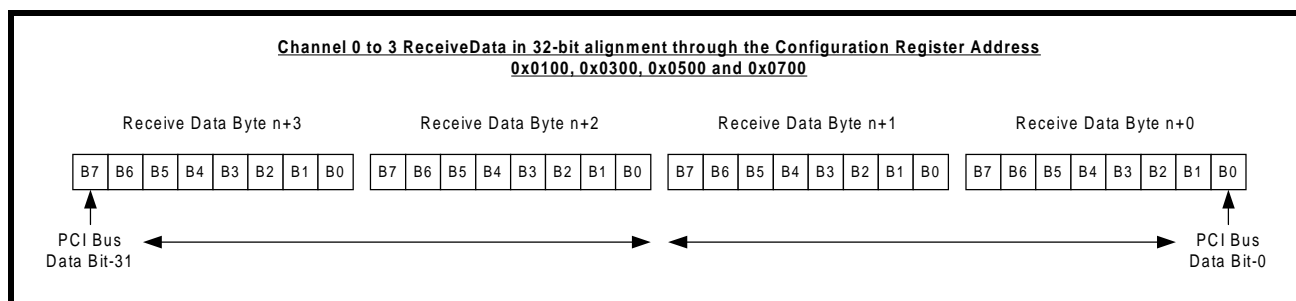 Channel 0 to 3 ReceiveData in 32-bit alignment through the Configuration Register Address
0x0100, 0x0300, 0x0500 and 0x0700
Receive Data Byte n+3 Receive Data Byte n+2 Receive Data Byte n+1 Receive Data Byte n+0
B7 B6 B5 B4 B3 B2 B1 B0 B7 B6 B5 B4 B3 B2 B1 B0 B7 B6 B5 B4 B3 B2 B1 B0 B7 B6 B5 B4 B3 B2 B1 B0
PCI Bus PCI Bus
Data Bit-31 Data Bit-0